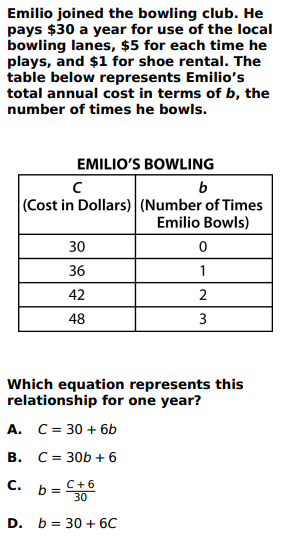 Emilio joined the bowling club. He
pays $30 a year for use of the local
bowling lanes, $5 for each time he
plays, and $1 for shoe rental. The
table below represents Emilio's
total annual cost in terms of b, the
number of times he bowls.
EMILIO'S BOWLING
C b
(Cost in Dollars) (Number of Times
Emilio Bowls)
30 0
36 1
42 2
48 3
Which equation represents this
relationship for one year?
A. C = 30 + 6b
B. C = 30b + 6
C. b = C + 6
30
D. b = 30 + 6C